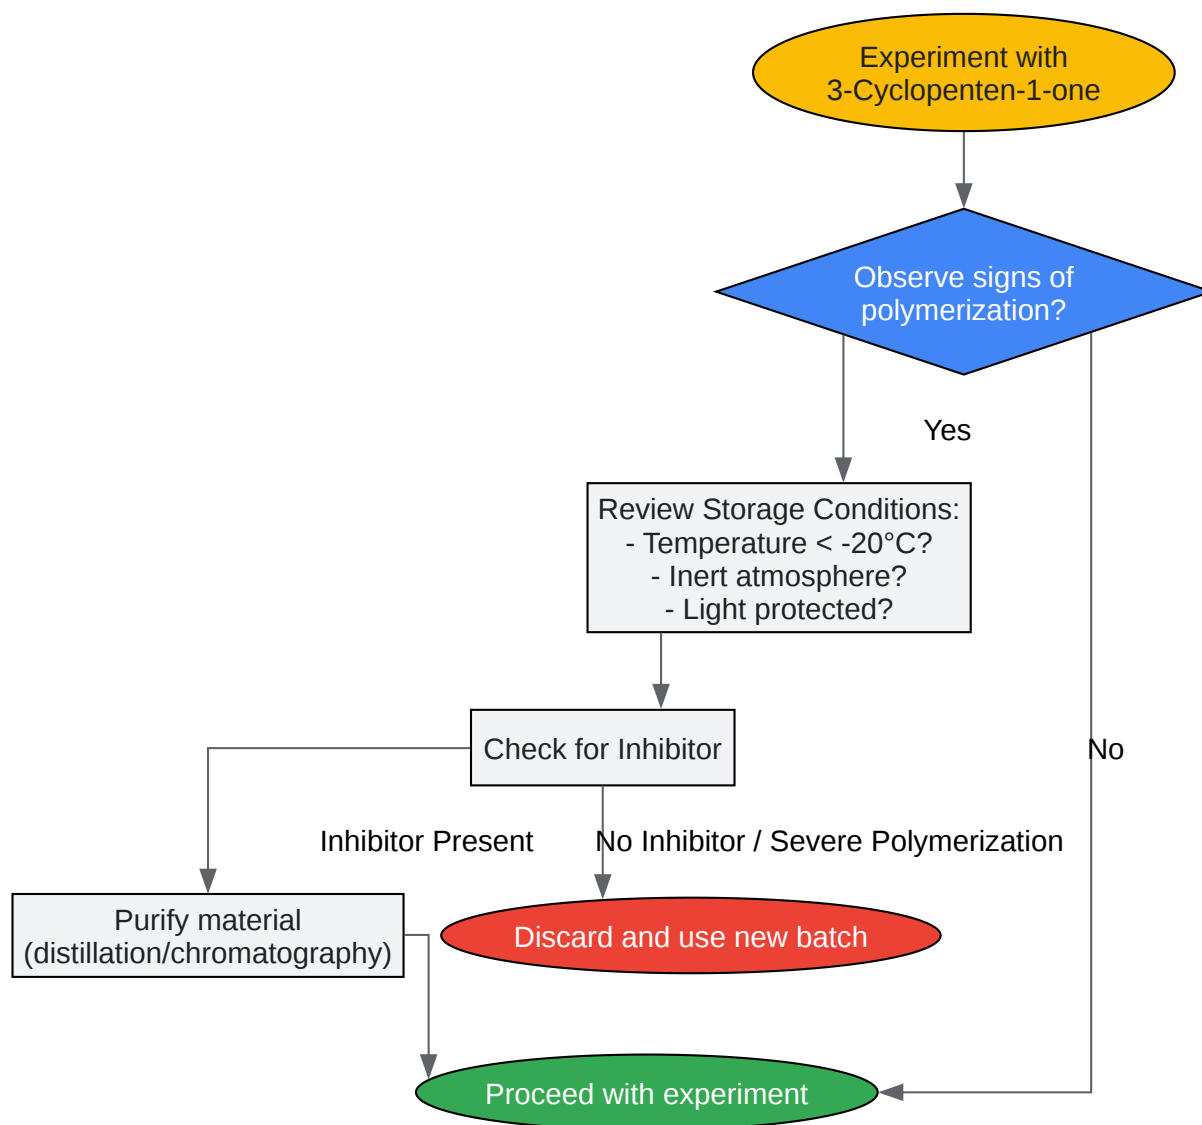 Experiment with
3-Cyclopenten-1-one
Observe signs of
polymerization?
Yes
Review Storage Conditions:
- Temperature < -20°C?
- Inert atmosphere?
- Light protected?
Check for Inhibitor
No
Inhibitor Present
No Inhibitor / Severe Polymerization
Purify material
(distillation/chromatography)
Discard and use new batch
Proceed with experiment